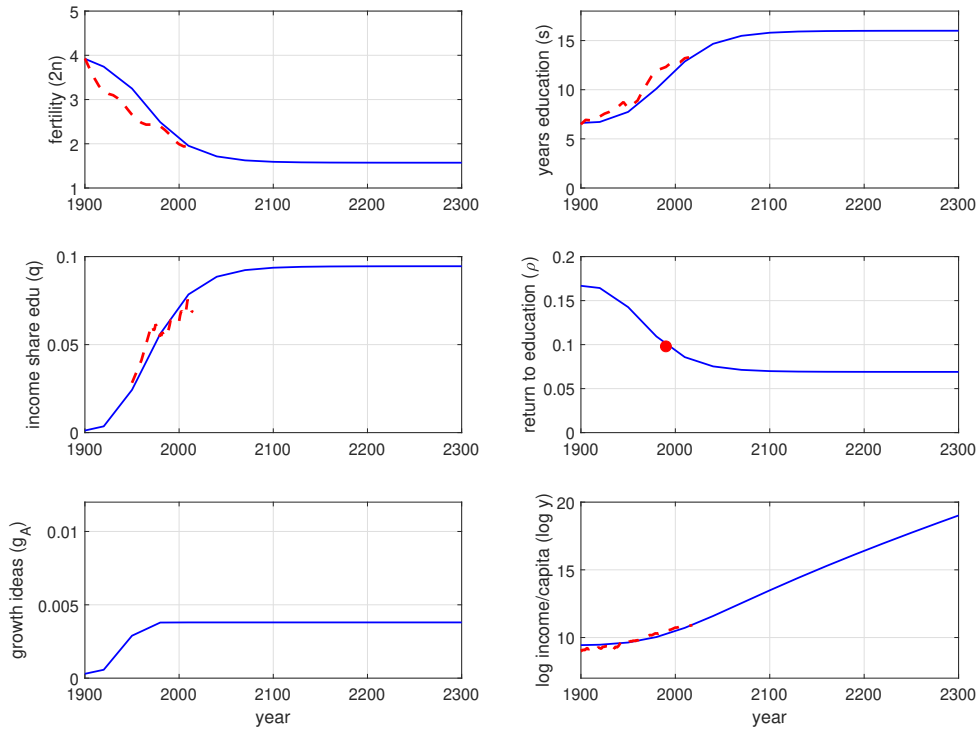 5
4
3
2
1
fertility (2n)
1900 2000 2100 2200 2300
15
10
5
0
years education (s)
1900 2000 2100 2200 2300
0.1
0.05
0
income share edu (q)
1900 2000 2100 2200 2300
0.2
0.15
0.1
0.05
0
return to education (ρ)
1900 2000 2100 2200 2300
0.01
0.005
0
growth ideas (g_A)
1900 2000 2100 2200 2300
year
20
15
10
log income/capita (log y)
1900 2000 2100 2200 2300
year